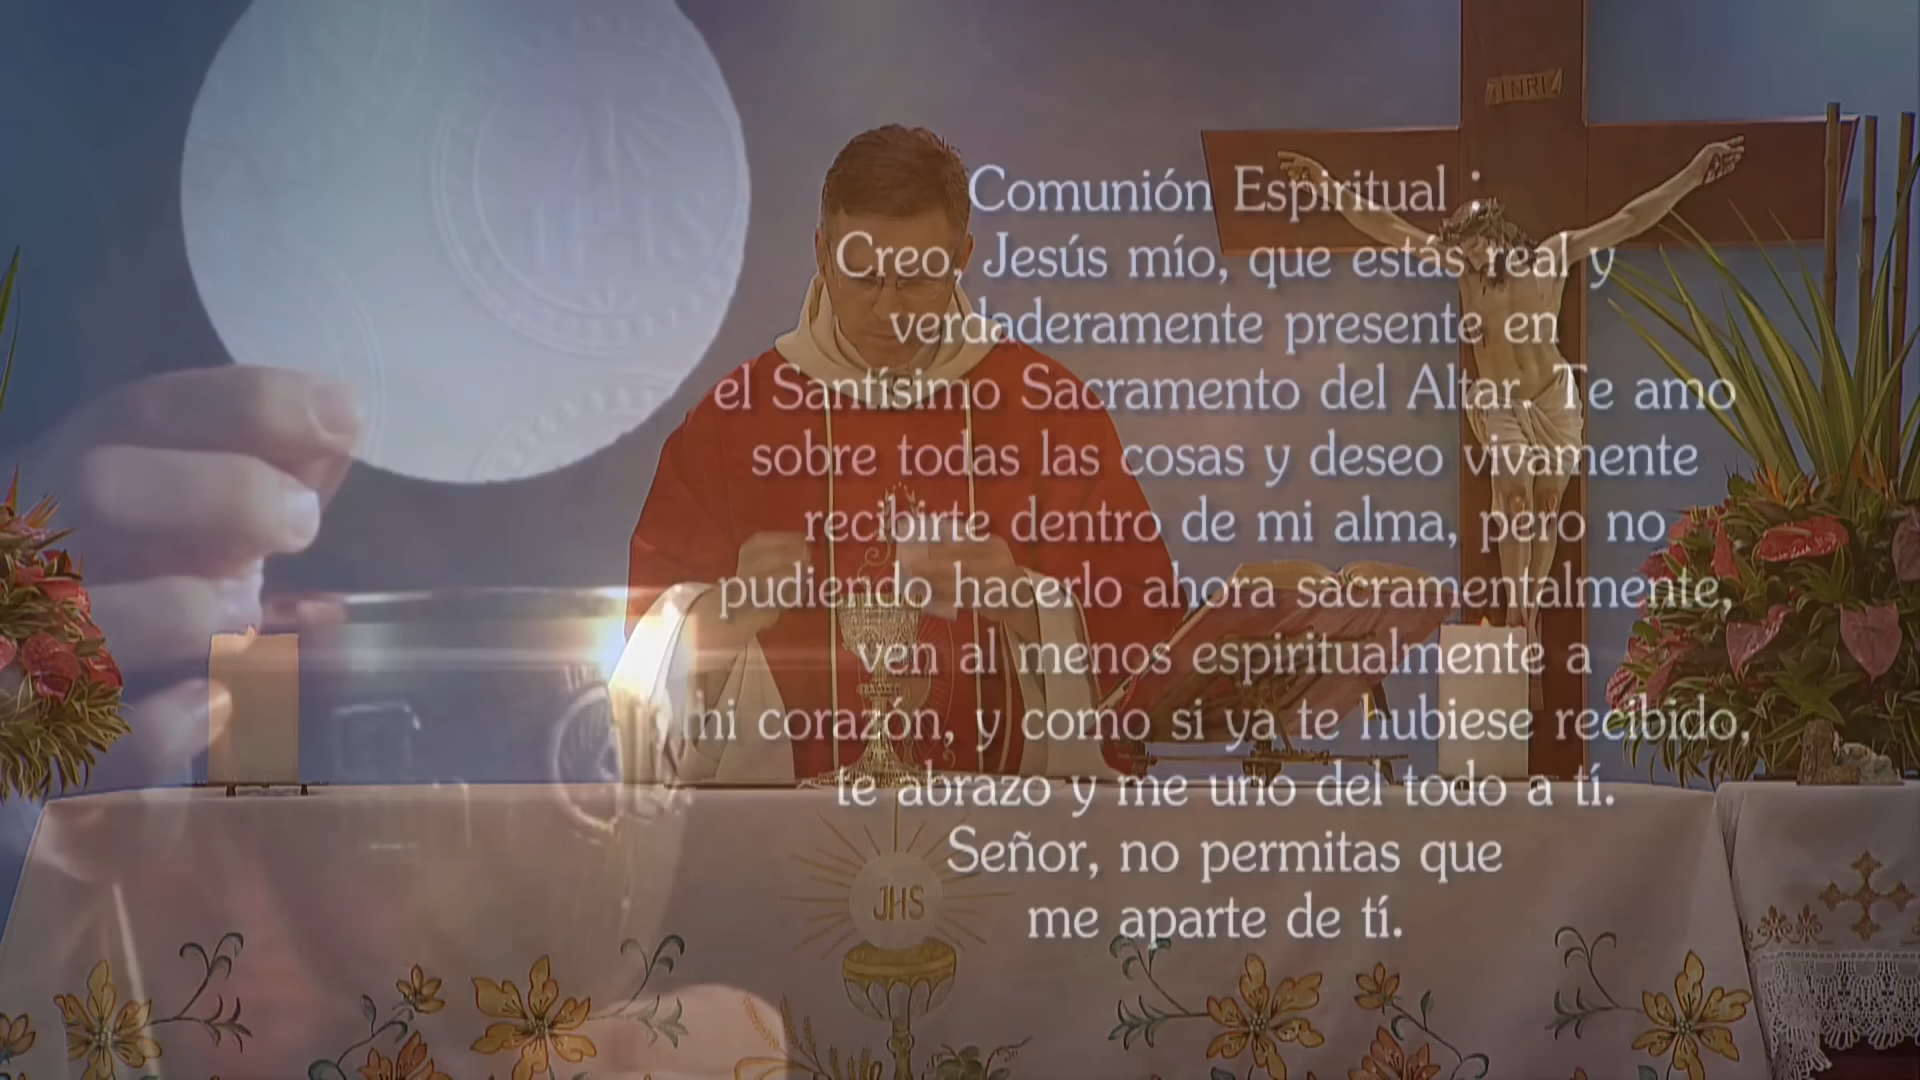 INRI
IHS
Comunión Espiritual :
Creo, Jesús mío, que estás real y
verdaderamente presente en
el Santísimo Sacramento del Altar. Te amo
sobre todas las cosas y deseo vivamente
recibirte dentro de mi alma, pero no
pudiendo hacerlo ahora sacramentalmente,
ven al menos espiritualmente a
mi corazón, y como si ya te hubiese recibido,
te abrazo y me uno del todo a tí.
Señor, no permitas que
me aparte de tí.
JHS